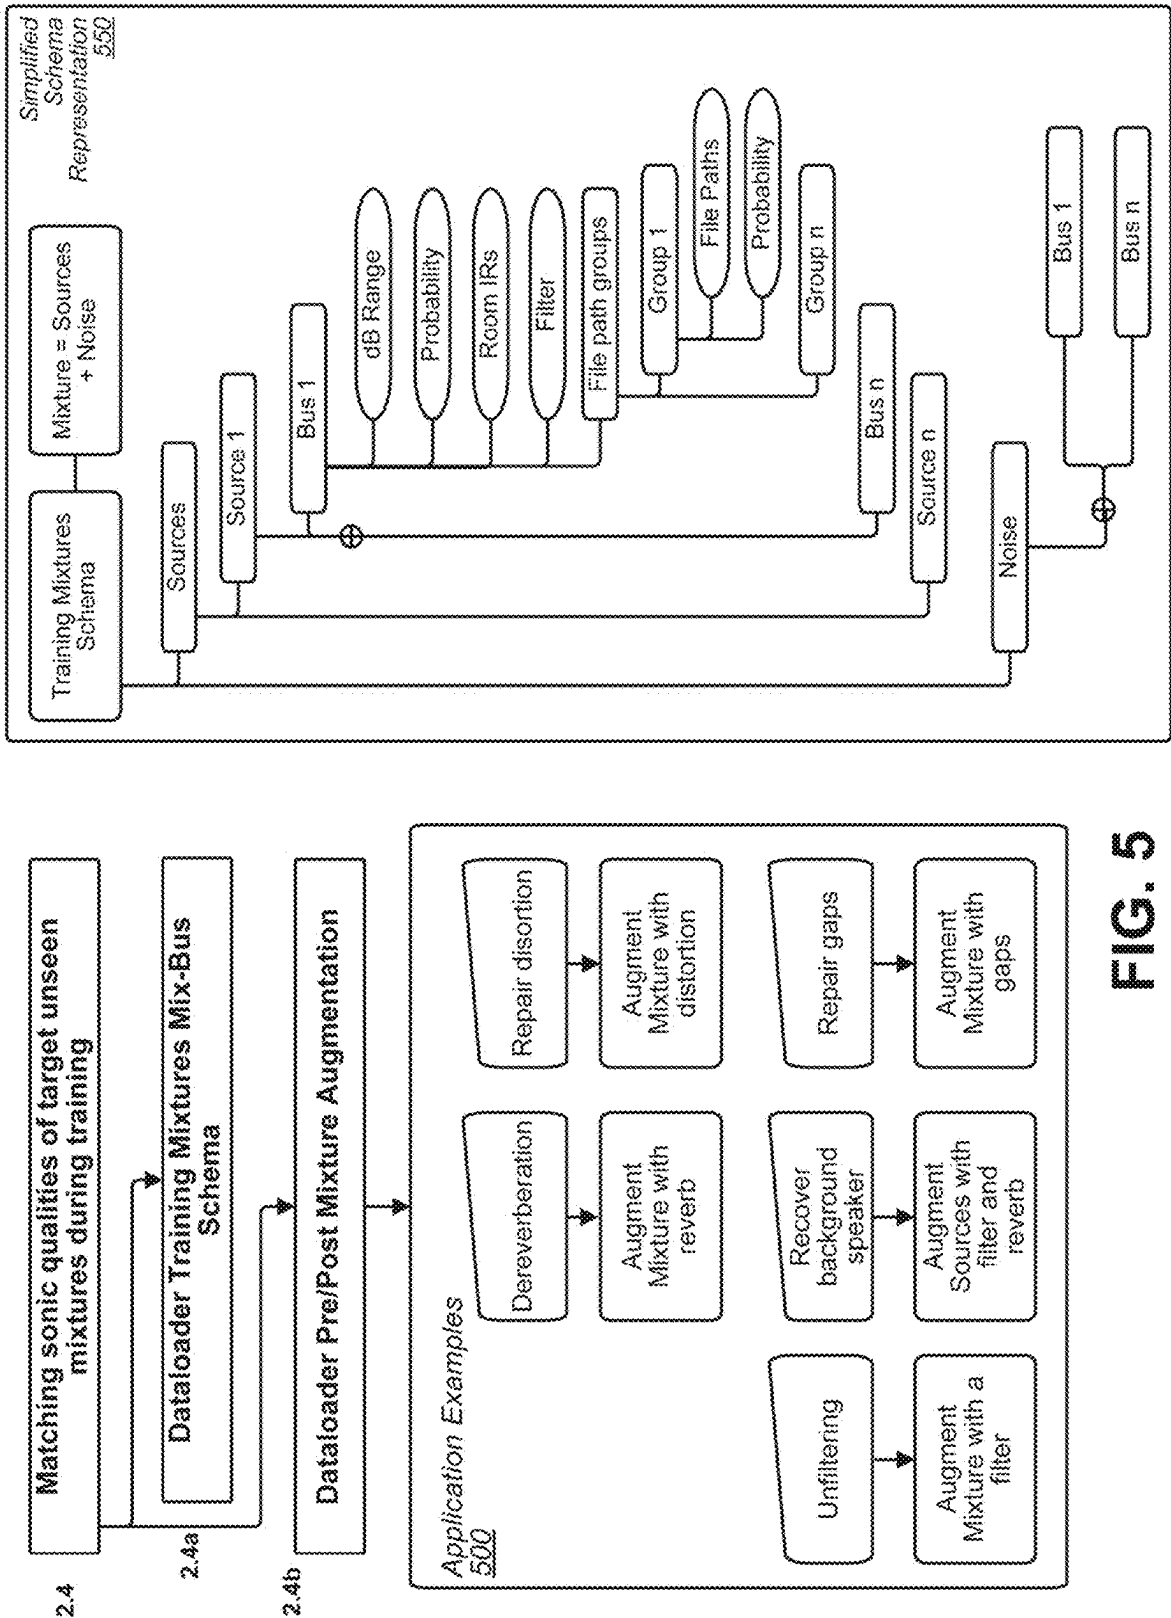 2.4
Matching sonic qualities of target unseen
mixtures during training
2.4a
Dataloader Training Mixtures Mix-Bus
Schema
2.4b
Dataloader Pre/Post Mixture Augmentation
Application Examples
500
Dereverberation
Augment
Mixture with
reverb
Repair distortion
Augment
Mixture with
distortion
Unfiltering
Augment
Mixture with a
filter
Recover
background
speaker
Augment
Sources with
filter and
reverb
Repair gaps
Augment
Mixture with
gaps
FIG. 5
Simplified
Schema
Representation
550
Training Mixtures
Schema
Mixture = Sources
+ Noise
Sources
Source 1
Bus 1
dB Range
Probability
Room IRs
Filter
File path groups
Group 1
File Paths
Probability
Group n
Bus n
Source n
Noise
Bus 1
Bus n